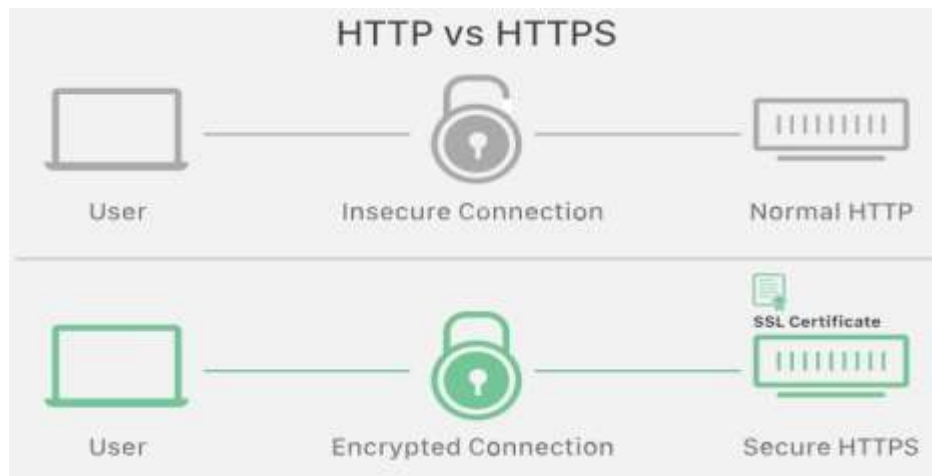 HTTP vs HTTPS
User
Insecure Connection
Normal HTTP
SSL Certificate
User
Encrypted Connection
Secure HTTPS